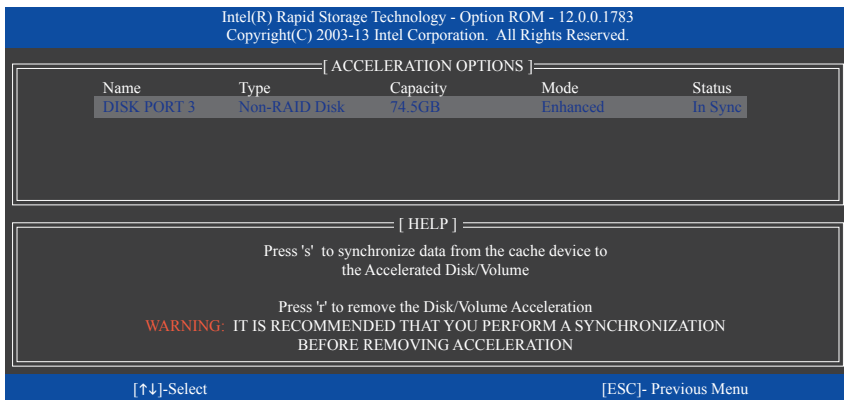 Intel(R) Rapid Storage Technology - Option ROM - 12.0.0.1783
Copyright(C) 2003-13 Intel Corporation.  All Rights Reserved.
[ ACCELERATION OPTIONS ]
Name Type Capacity Mode Status
DISK PORT 3 Non-RAID Disk 74.5GB Enhanced In Sync
[ HELP ]
Press 's'  to synchronize data from the cache device to
the Accelerated Disk/Volume
Press 'r' to remove the Disk/Volume Acceleration
WARNING:  IT IS RECOMMENDED THAT YOU PERFORM A SYNCHRONIZATION
BEFORE REMOVING ACCELERATION
[↑↓]-Select [ESC]- Previous Menu